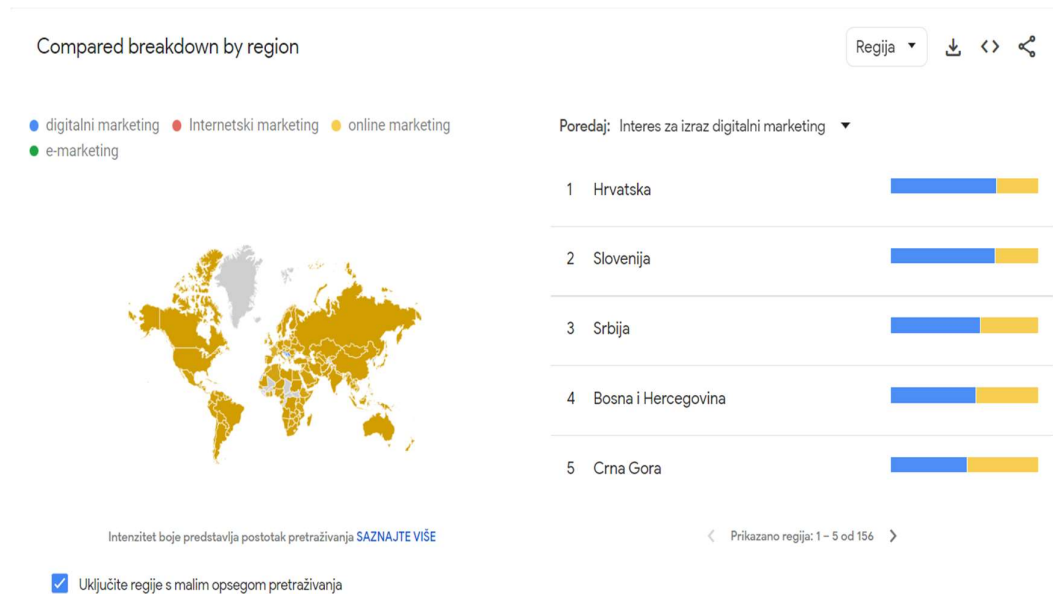 Compared breakdown by region
Regija
digitalni marketing Internetski marketing online marketing
e-marketing
Poredaj: Interes za izraz digitalni marketing
1 Hrvatska
2 Slovenija
3 Srbija
4 Bosna i Hercegovina
5 Crna Gora
Intenzitet boje predstavlja postotak pretraživanja SAZNAJTE VIŠE
Prikazano regija: 1 – 5 od 156
Uključite regije s malim opsegom pretraživanja